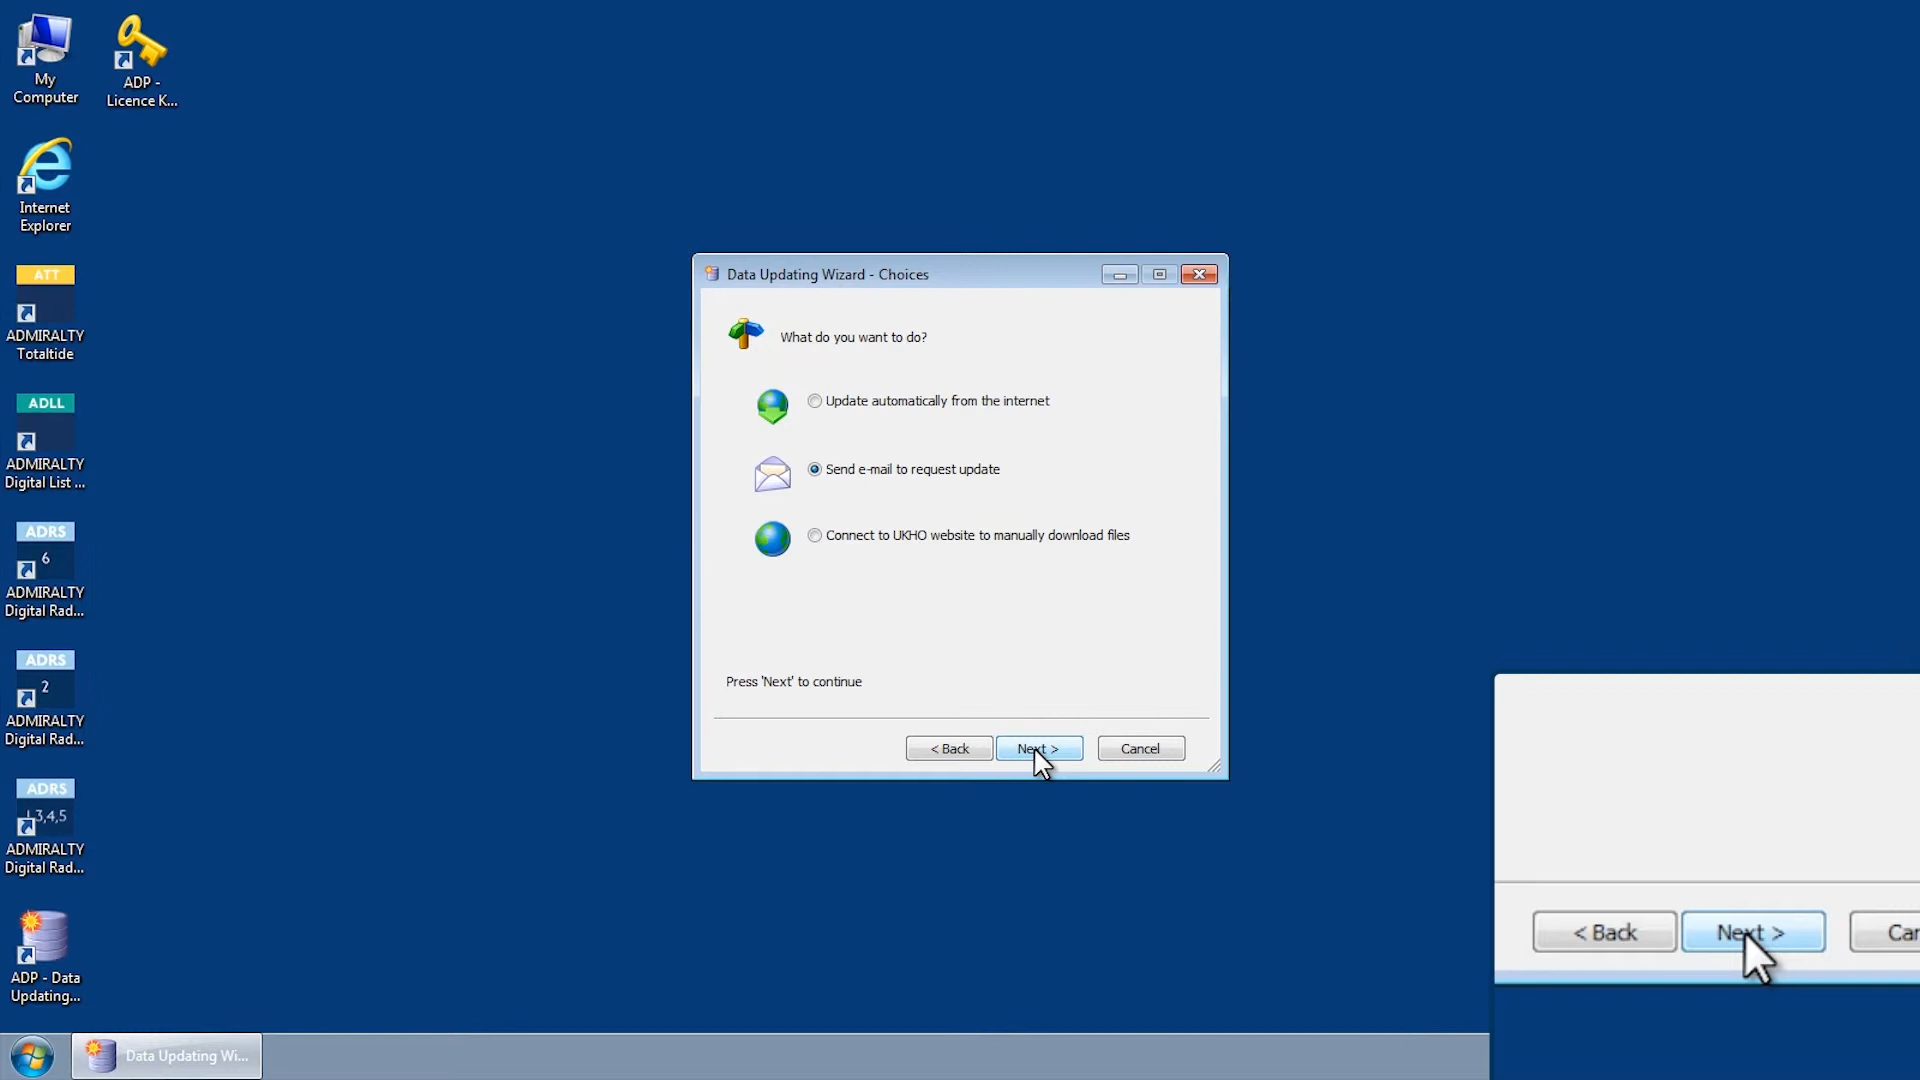 My
Computer
ADP -
Licence K...
Internet
Explorer
ATT
ADMIRALTY
Totaltide
ADLL
ADMIRALTY
Digital List ...
ADRS
6
ADMIRALTY
Digital Rad...
ADRS
2
ADMIRALTY
Digital Rad...
ADRS
3,4,5
ADMIRALTY
Digital Rad...
ADP - Data
Updating...
Data Updating Wizard - Choices
What do you want to do?
Update automatically from the internet
Send e-mail to request update
Connect to UKHO website to manually download files
Press 'Next' to continue
< Back
Next >
Cancel
< Back
Next >
Car
Data Updating Wi...